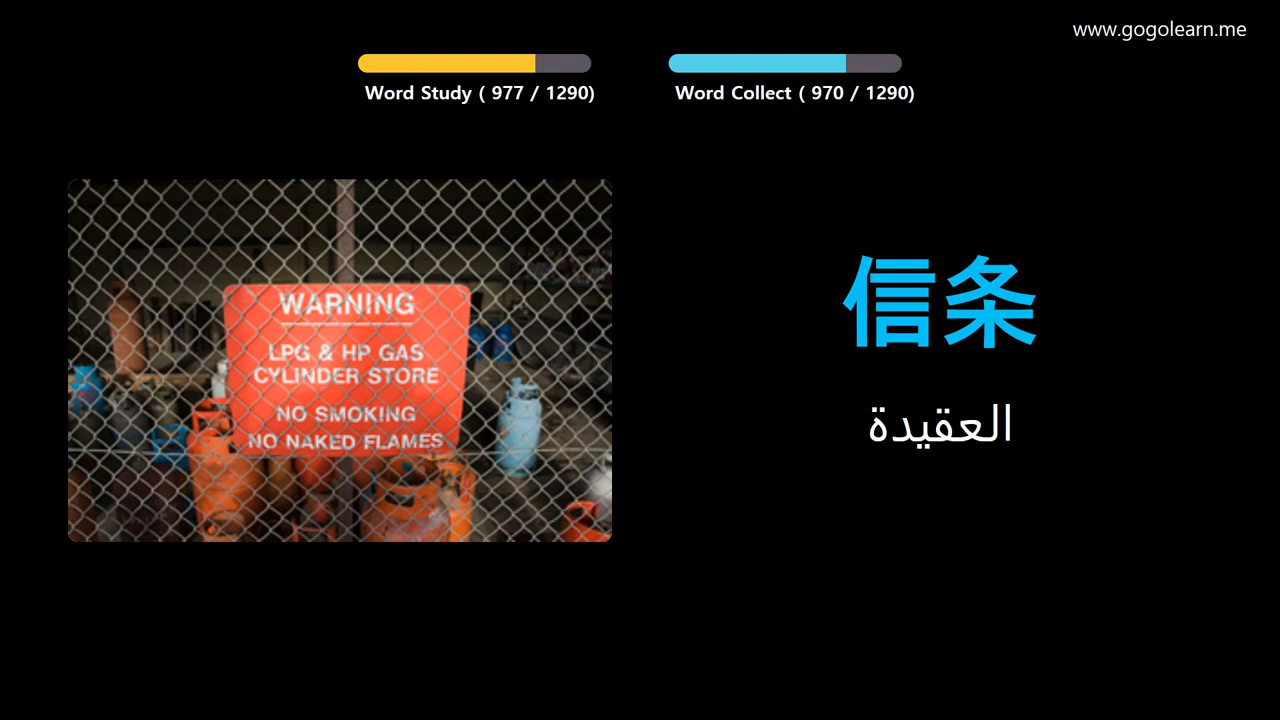 www.gogolearn.me
Word Study ( 977 / 1290)
Word Collect ( 970 / 1290)
WARNING
LPG & HP GAS
CYLINDER STORE
NO SMOKING
NO NAKED FLAMES
信条
العقيدة